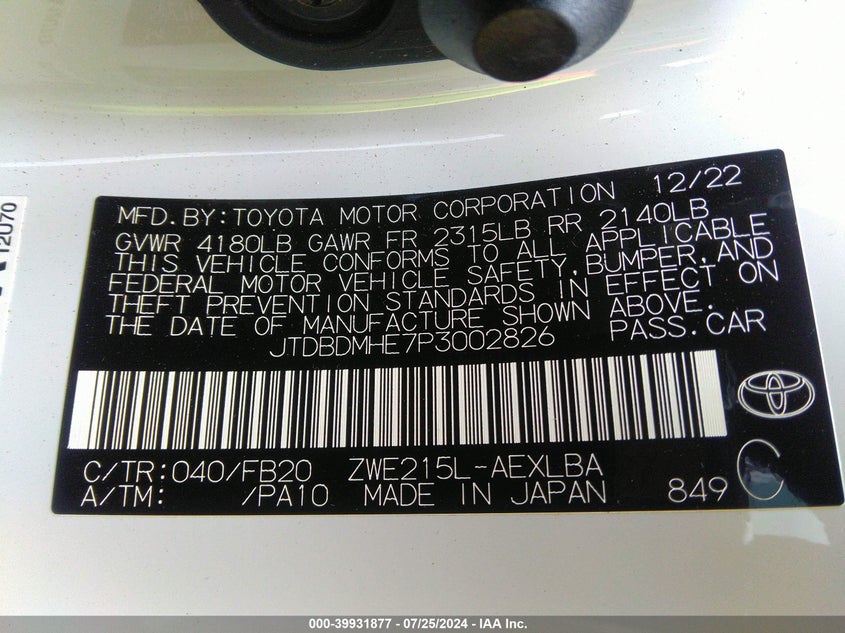 12U70
MFD.BY:TOYOTA MOTOR CORPORATION 12/22
GVWR 4180LB GAWR FR 2315LB RR 2140LB
THIS VEHICLE CONFORMS TO ALL APPLICABLE
FEDERAL MOTOR VEHICLE SAFETY,BUMPER,AND
THEFT PREVENTION STANDARDS IN EFFECT ON
THE DATE OF MANUFACTURE SHOWN ABOVE.
JTDBDMHE7P3002826 PASS.CAR
C/TR:040/FB20 ZWE215L-AEXLBA
A/TM: /PA10 MADE IN JAPAN 849 C
000-39931877 - 07/25/2024 - IAA Inc.